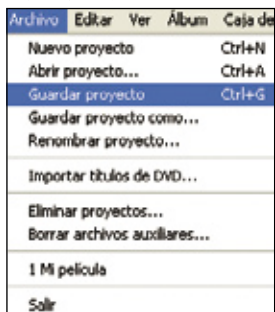 Archivo Editar Ver Álbum Caja de
Nuevo proyecto Ctrl+N
Abrir proyecto... Ctrl+A
Guardar proyecto Ctrl+G
Guardar proyecto como...
Renombrar proyecto...
Importar títulos de DVD...
Eliminar proyectos...
Borrar archivos auxiliares...
1 Mi película
Salir